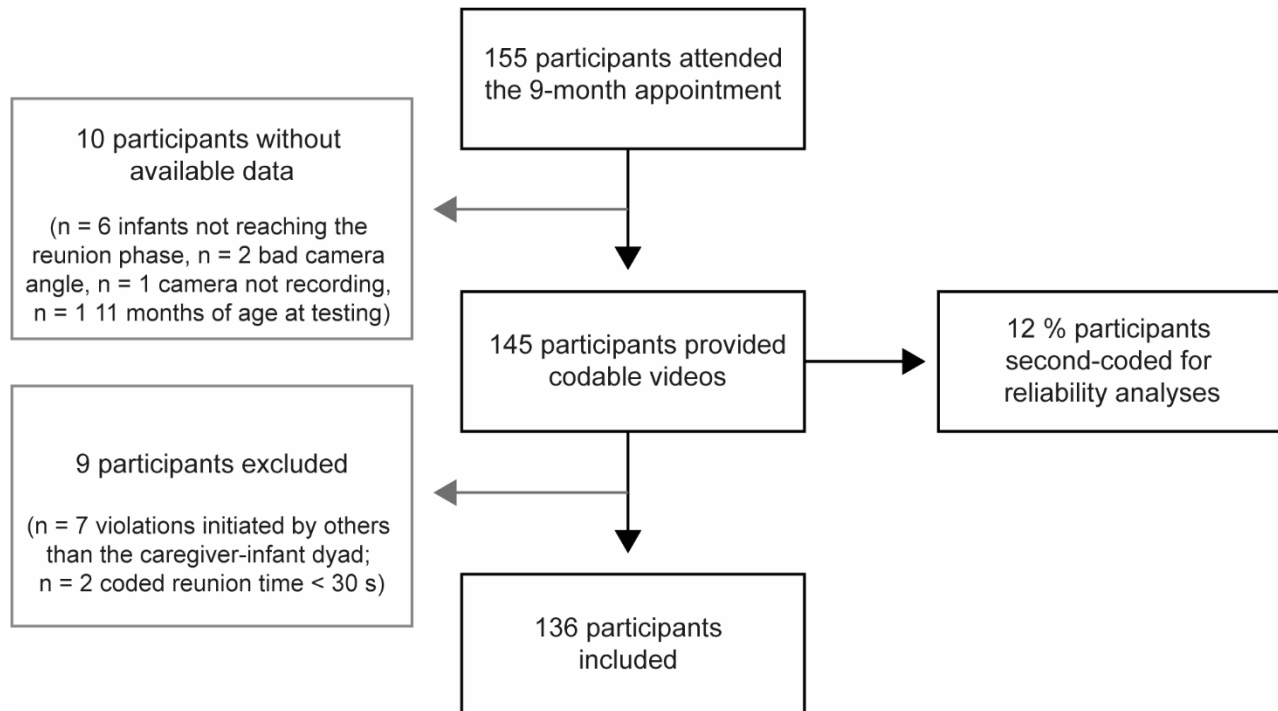 155 participants attended
the 9-month appointment
10 participants without
available data
(n = 6 infants not reaching the
reunion phase, n = 2 bad camera
angle, n = 1 camera not recording,
n = 1 11 months of age at testing)
145 participants provided
codable videos
12 % participants
second-coded for
reliability analyses
9 participants excluded
(n = 7 violations initiated by others
than the caregiver-infant dyad;
n = 2 coded reunion time < 30 s)
136 participants
included